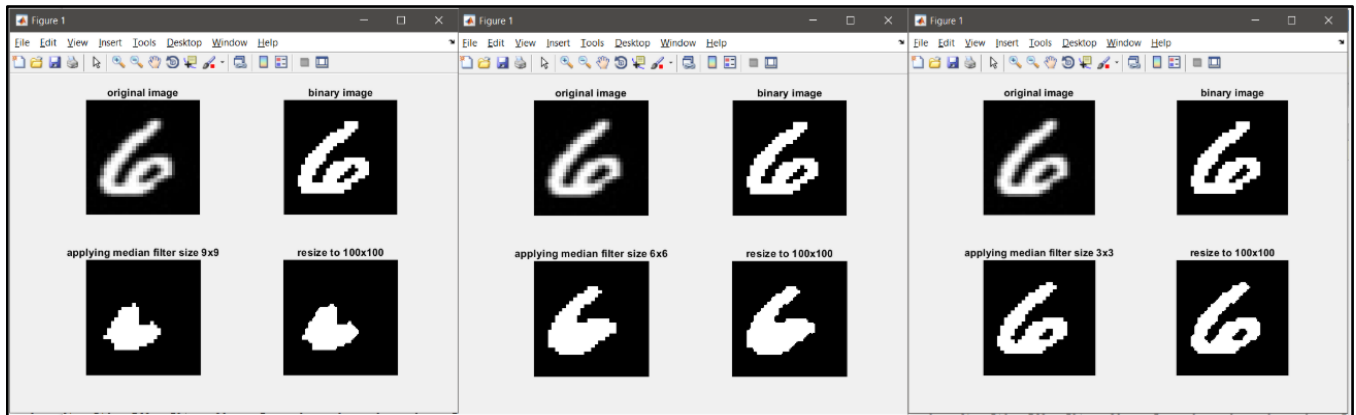 Figure 1
File Edit View Insert Tools Desktop Window Help
original image binary image
applying median filter size 9x9 resize to 100x100
Figure 1
File Edit View Insert Tools Desktop Window Help
original image binary image
applying median filter size 6x6 resize to 100x100
Figure 1
File Edit View Insert Tools Desktop Window Help
original image binary image
applying median filter size 3x3 resize to 100x100